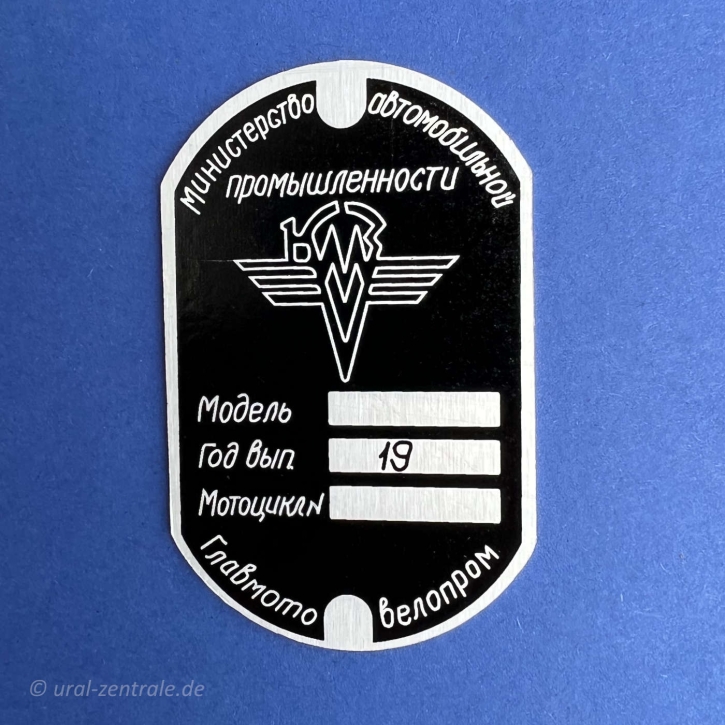 Министерство автомобильной
промышленности
Модель
Год вып. 19
Мотоцикл N
Главмото велопром
© ural-zentrale.de